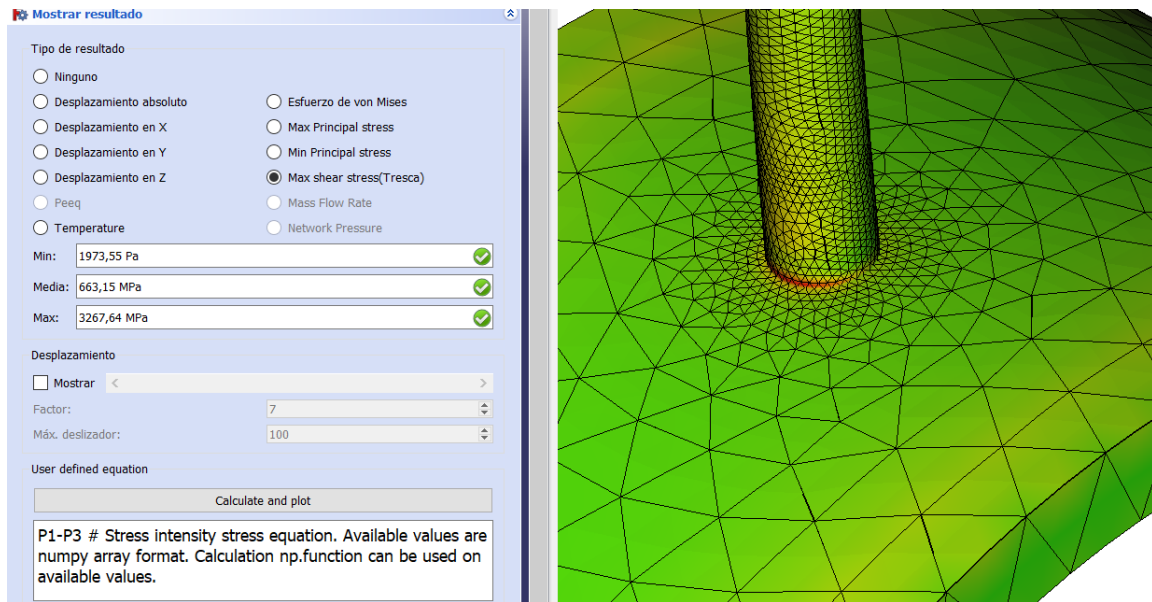 Mostrar resultado
Tipo de resultado
Ninguno
Desplazamiento absoluto
Esfuerzo de von Mises
Desplazamiento en X
Max Principal stress
Desplazamiento en Y
Min Principal stress
Desplazamiento en Z
Max shear stress(Tresca)
Peeq
Mass Flow Rate
Temperature
Network Pressure
Min: 1973,55 Pa
Media: 663,15 MPa
Max: 3267,64 MPa
Desplazamiento
Mostrar
Factor: 7
Máx. deslizador: 100
User defined equation
Calculate and plot
P1-P3 # Stress intensity stress equation. Available values are
numpy array format. Calculation np.function can be used on
available values.